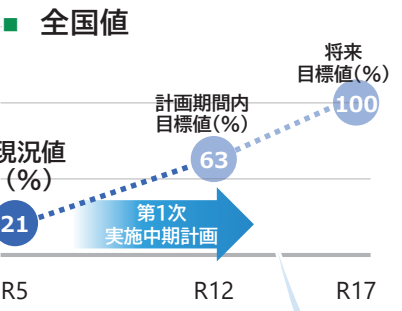 ■ 全国値
将来
目標値(%)
100
計画期間内
目標値(%)
63
現況値
(%)
21
第1次
実施中期計画
R5 R12 R17